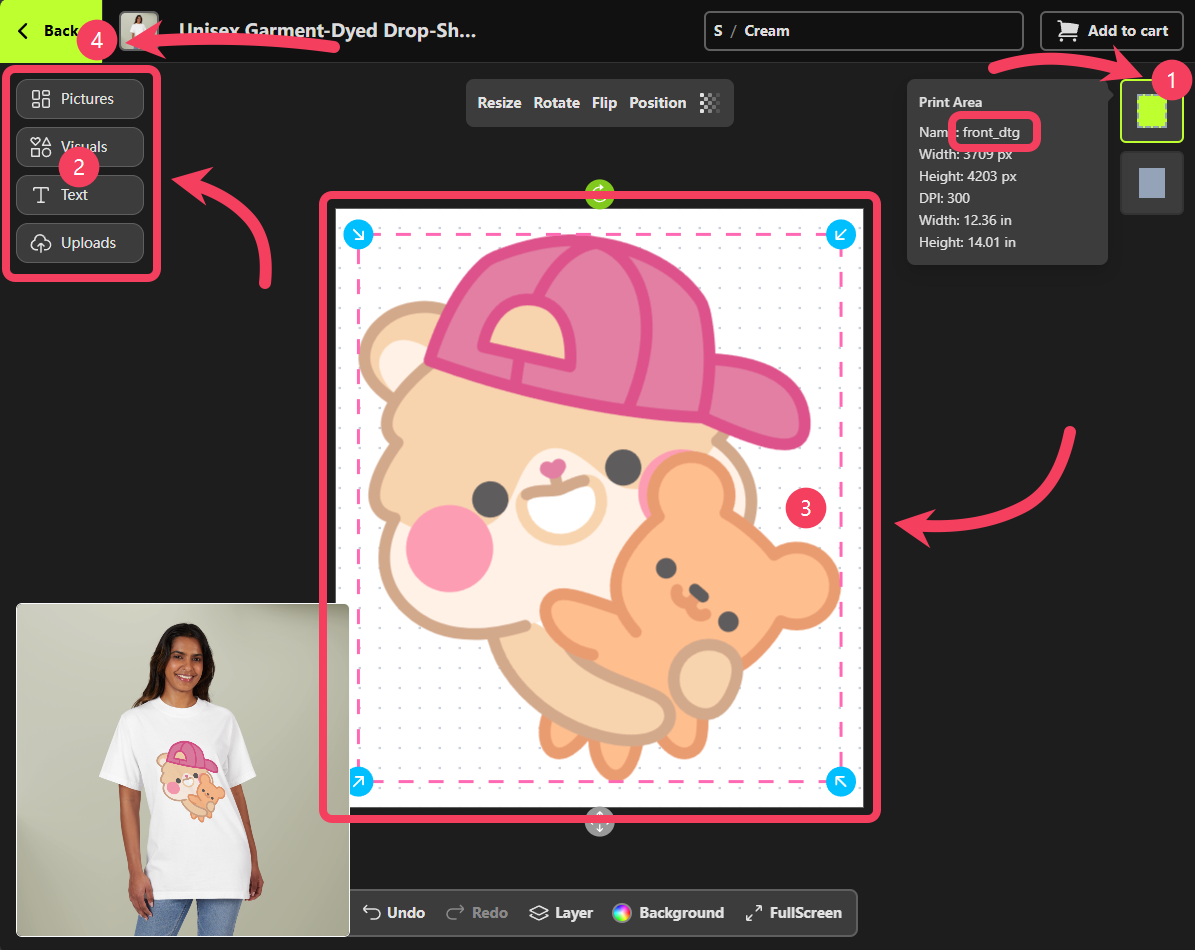 Back
4
Unisex Garment-Dyed Drop-Sh...
S / Cream
Add to cart
Pictures
Visuals
2
Text
Uploads
Resize Rotate Flip Position
1
Print Area
Name: front_dtg
Width: 3709 px
Height: 4203 px
DPI: 300
Width: 12.36 in
Height: 14.01 in
3
Undo Redo Layer Background FullScreen